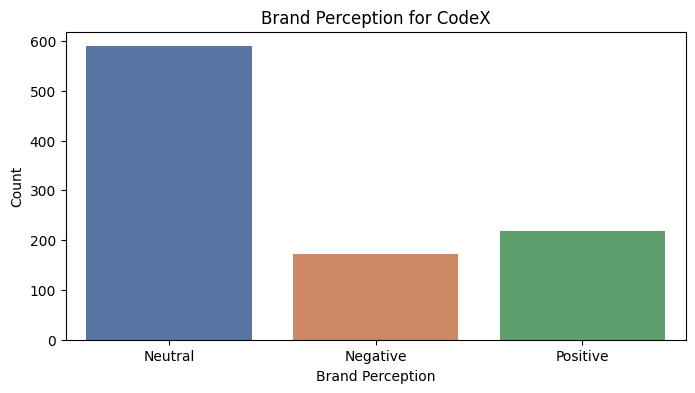 Brand Perception for CodeX
600
500
400
300
200
100
0
Count
Neutral Negative Positive
Brand Perception